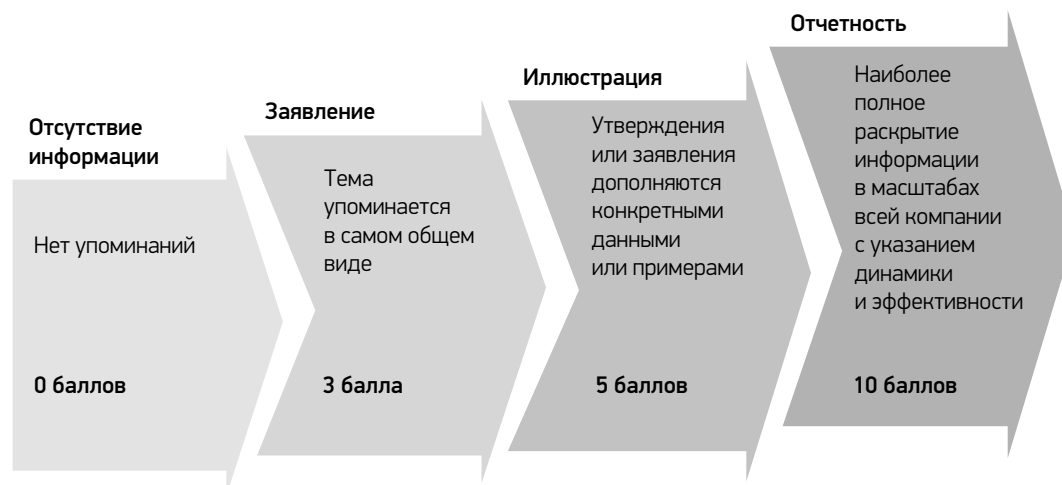 Отсутствие
информации
Нет упоминаний
0 баллов
Заявление
Тема
упоминается
в самом общем
виде
3 балла
Иллюстрация
Утверждения
или заявления
дополняются
конкретными
данными
или примерами
5 баллов
Отчетность
Наиболее
полное
раскрытие
информации
в масштабах
всей компании
с указанием
динамики
и эффективности
10 баллов